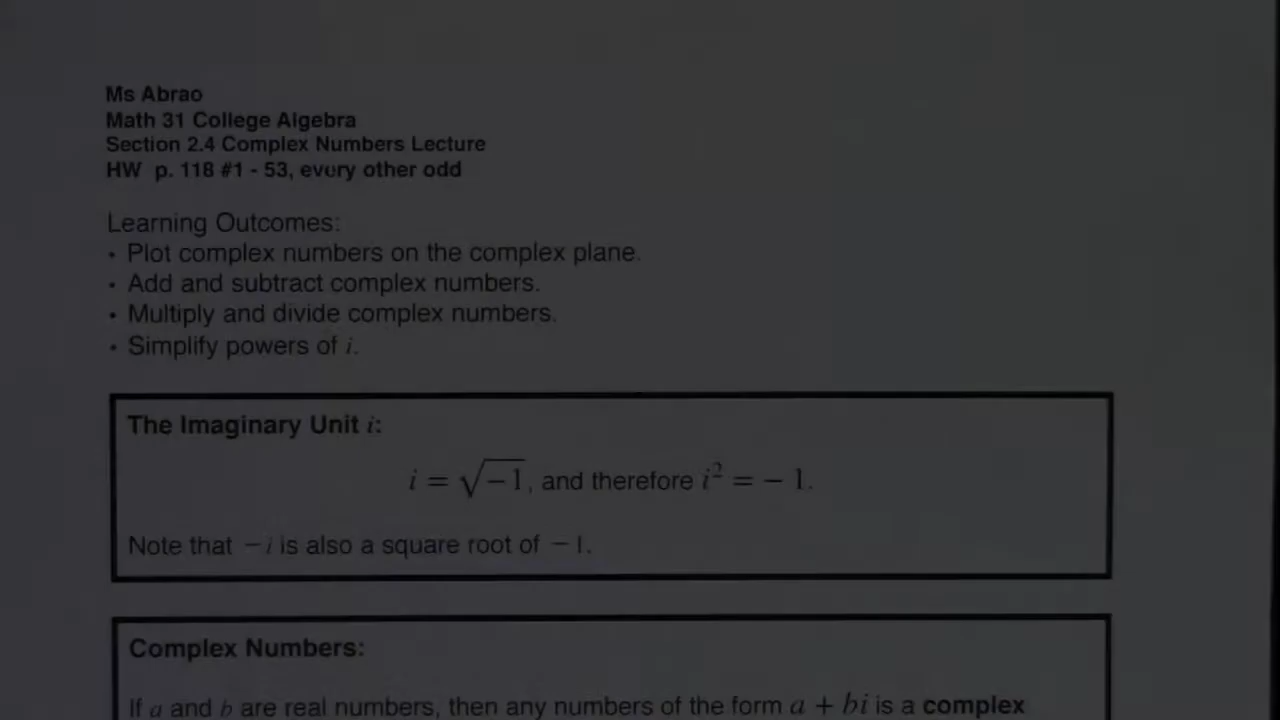 Ms Abrao
Math 31 College Algebra
Section 2.4 Complex Numbers Lecture
HW p. 118 #1 - 53, every other odd
Learning Outcomes:
• Plot complex numbers on the complex plane.
• Add and subtract complex numbers.
• Multiply and divide complex numbers.
• Simplify powers of i.
The Imaginary Unit i:
i = √−1, and therefore i² = − 1.
Note that −i is also a square root of −1.
Complex Numbers:
If a and b are real numbers, then any numbers of the form a + bi is a complex